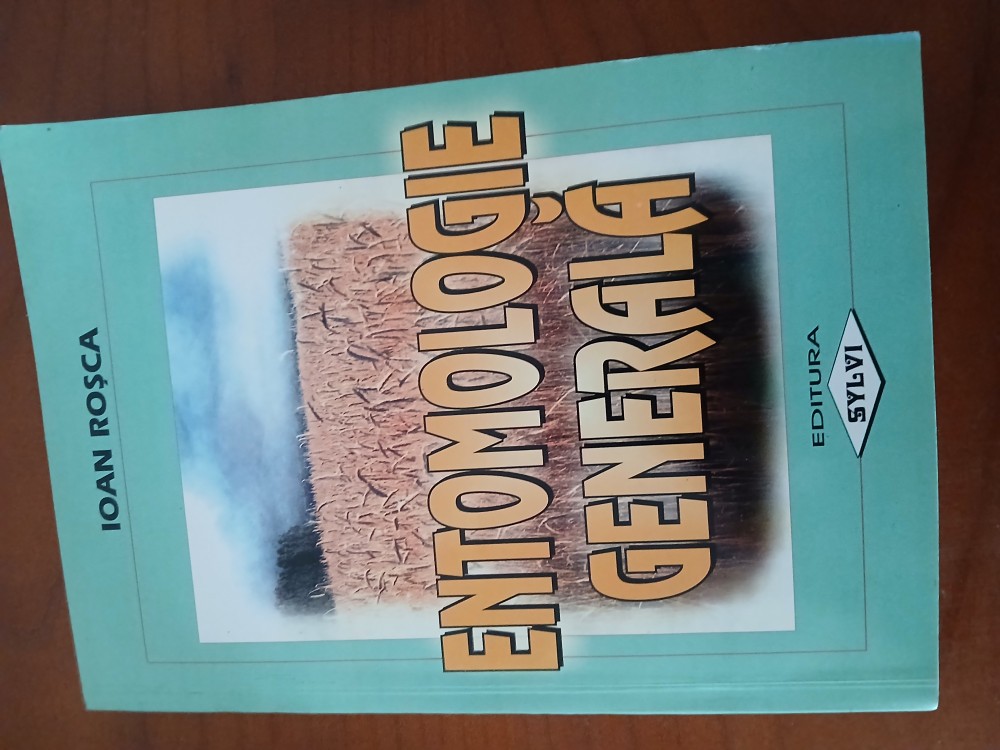 IOAN ROȘCA
ENTOMOLOGIE
GENERALĂ
EDITURA
SYLVI